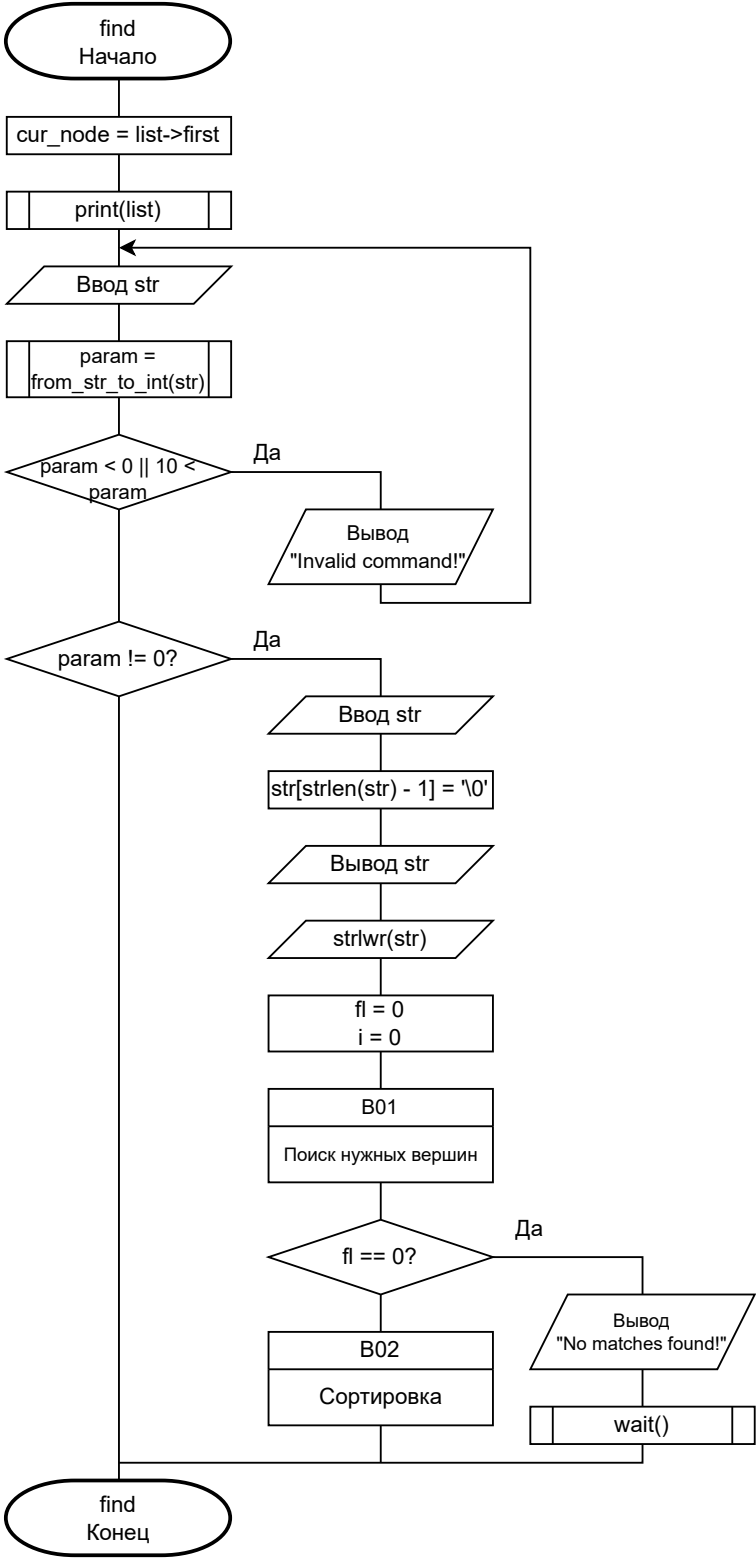 find
Начало
cur_node = list->first
print(list)
Ввод str
param =
from_str_to_int(str)
param < 0 || 10 <
param
Да
Вывод
"Invalid command!"
param != 0?
Да
Ввод str
str[strlen(str) - 1] = '\0'
Вывод str
strlwr(str)
fl = 0
i = 0
B01
Поиск нужных вершин
fl == 0?
Да
Вывод
"No matches found!"
B02
Сортировка
wait()
find
Конец